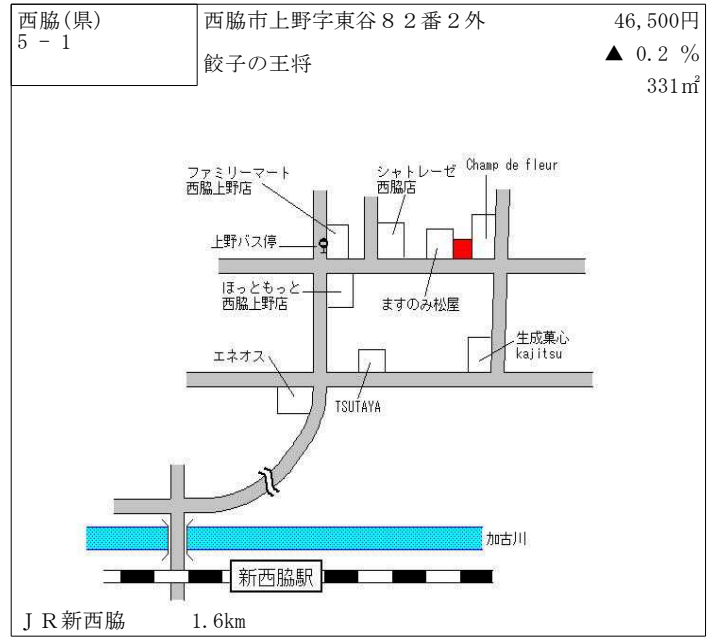 西脇(県)
5 - 1
西脇市上野字東谷８２番２外
餃子の王将
46,500円
▲ 0.2 %
331㎡
ファミリーマート
西脇上野店
シャトレーゼ
西脇店
Champ de fleur
上野バス停
ほっともっと
西脇上野店
ますのみ松屋
生成菓心
kajitsu
エネオス
TSUTAYA
加古川
新西脇駅
ＪＲ新西脇 1.6km